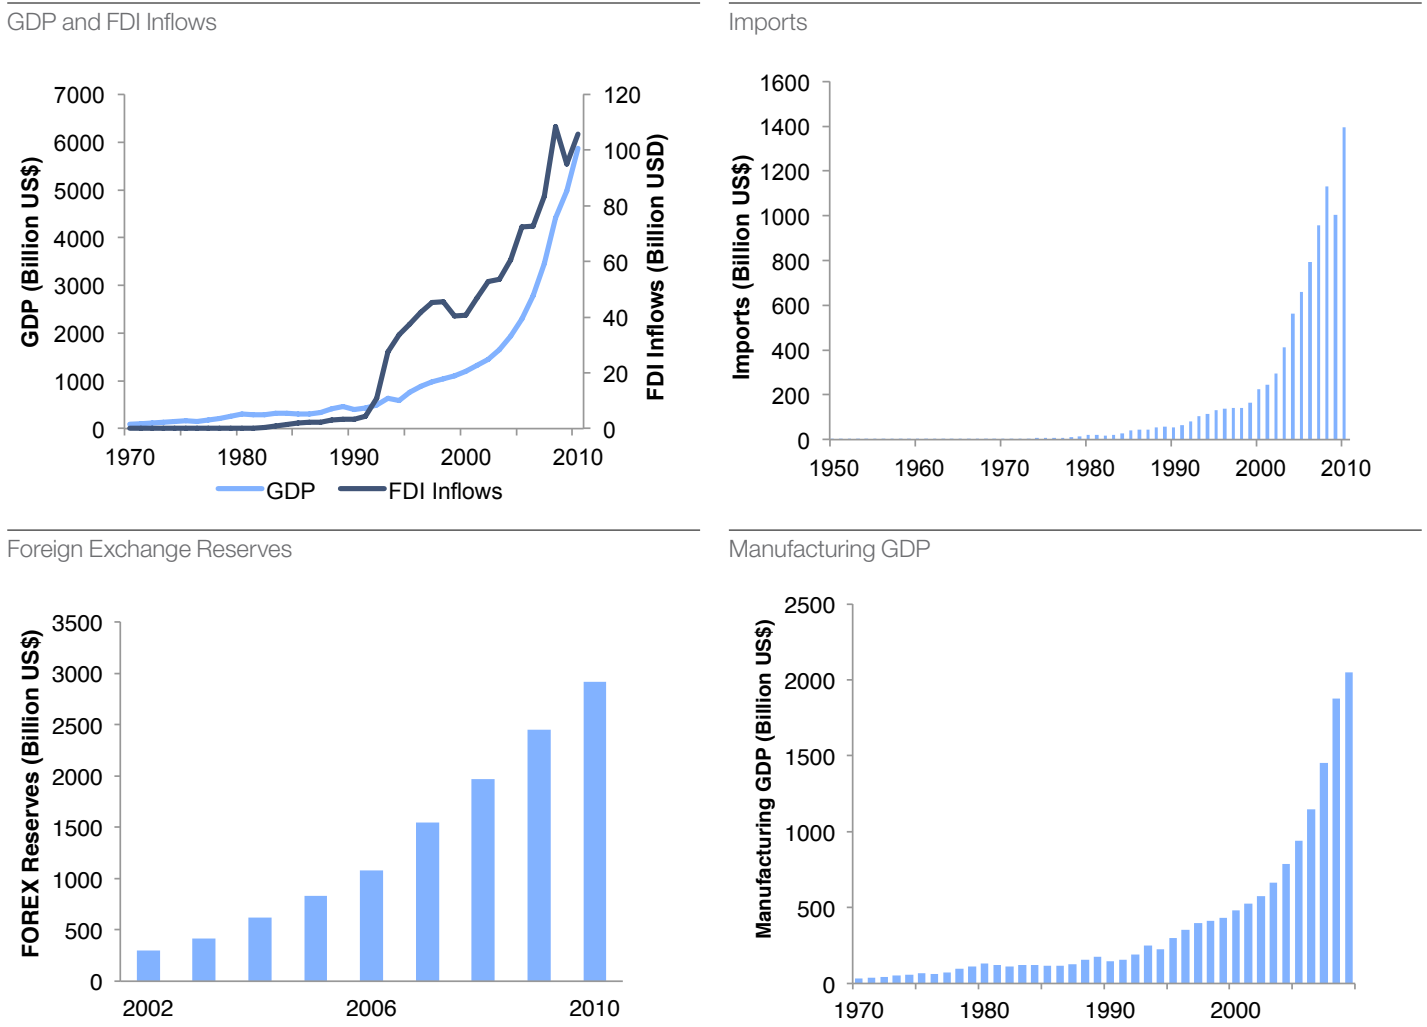 GDP and FDI Inflows
7000
6000
5000
4000
3000
2000
1000
0
GDP (Billion US$)
120
100
80
60
40
20
0
FDI Inflows (Billion USD)
1970 1980 1990 2000 2010
GDP FDI Inflows
Imports
1600
1400
1200
1000
800
600
400
200
0
Imports (Billion US$)
1950 1960 1970 1980 1990 2000 2010
Foreign Exchange Reserves
3500
3000
2500
2000
1500
1000
500
0
FOREX Reserves (Billion US$)
2002 2006 2010
Manufacturing GDP
2500
2000
1500
1000
500
0
Manufacturing GDP (Billion US$)
1970 1980 1990 2000